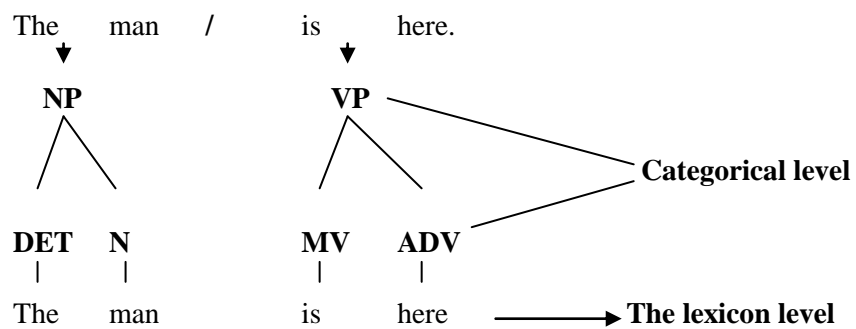 The man / is here.
NP VP
Categorical level
DET N MV ADV
| | | |
The man is here The lexicon level